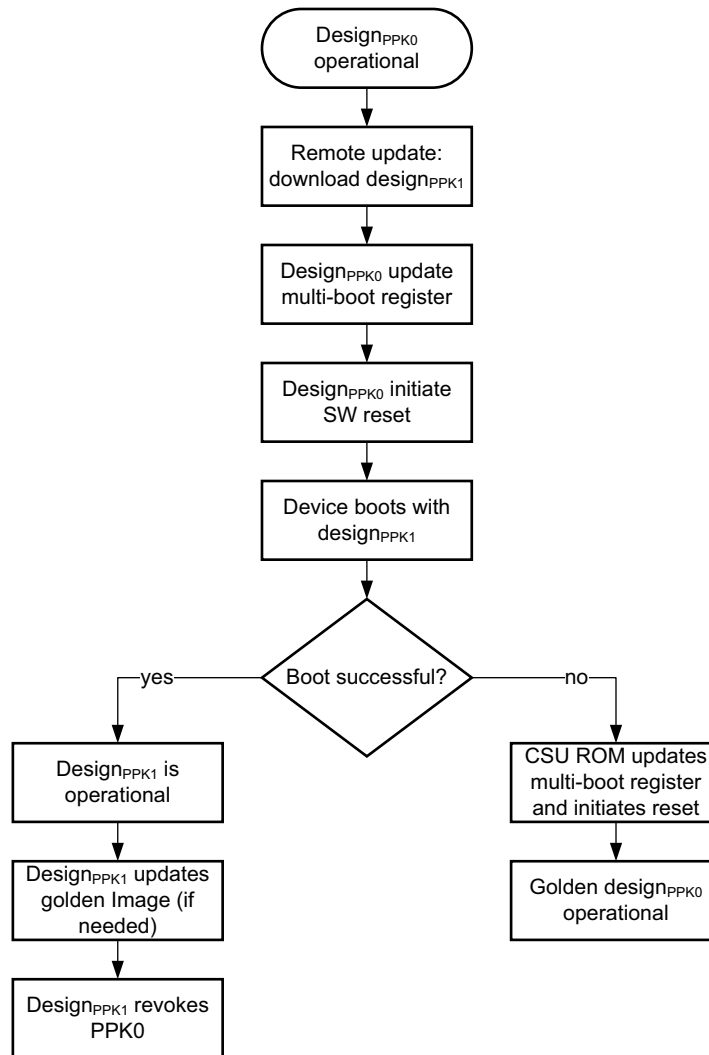 Design PPK0
operational
Remote update:
download design PPK1
Design PPK0 update
multi-boot register
Design PPK0 initiate
SW reset
Device boots with
design PPK1
Boot successful?
yes
no
Design PPK1 is
operational
CSU ROM updates
multi-boot register
and initiates reset
Design PPK1 updates
golden Image (if
needed)
Golden design PPK0
operational
Design PPK1 revokes
PPK0